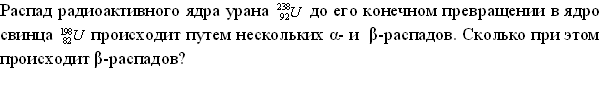 Распад радиоактивного ядра урана ²³⁸₉₂U до его конечном превращении в ядро
свинца ¹⁹⁸₈₂U происходит путем нескольких α- и β-распадов. Сколько при этом
происходит β-распадов?